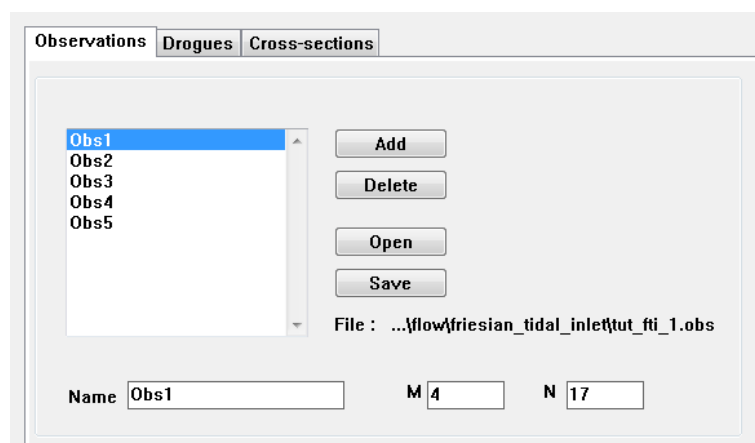 Observations Drogues Cross-sections
Obs1
Obs2
Obs3
Obs4
Obs5
Add
Delete
Open
Save
File : ...\flow\friesian_tidal_inlet\tut_fti_1.obs
Name Obs1 M 4 N 17